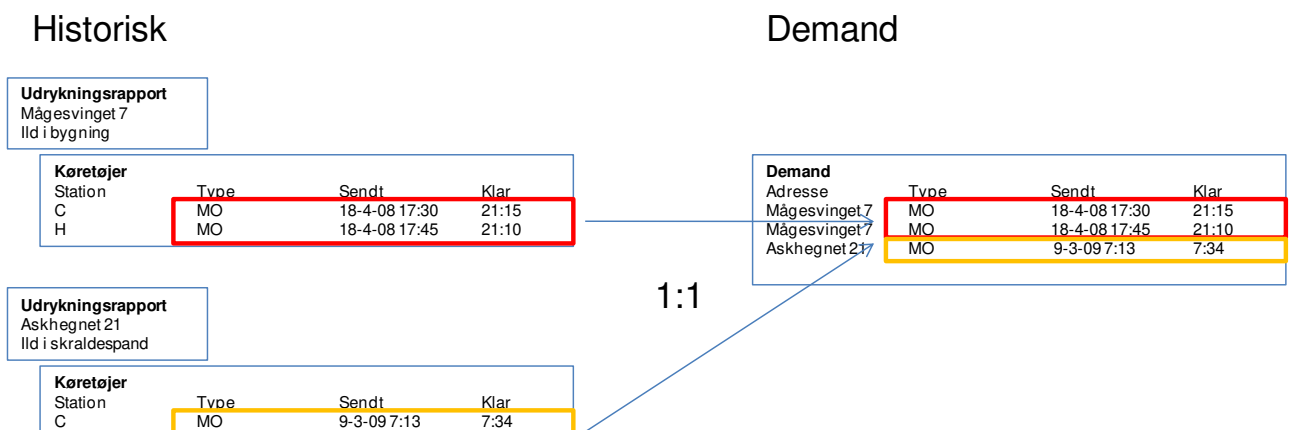 Historisk
Demand
Udrykningsrapport
Mågesvinget 7
Ild i bygning
Køretøjer
Station Type Sendt Klar
C MO 18-4-08 17:30 21:15
H MO 18-4-08 17:45 21:10
Demand
Adresse Type Sendt Klar
Mågesvinget 7 MO 18-4-08 17:30 21:15
Mågesvinget 7 MO 18-4-08 17:45 21:10
Askhegnet 21 MO 9-3-09 7:13 7:34
1:1
Udrykningsrapport
Askhegnet 21
Ild i skraldespand
Køretøjer
Station Type Sendt Klar
C MO 9-3-09 7:13 7:34